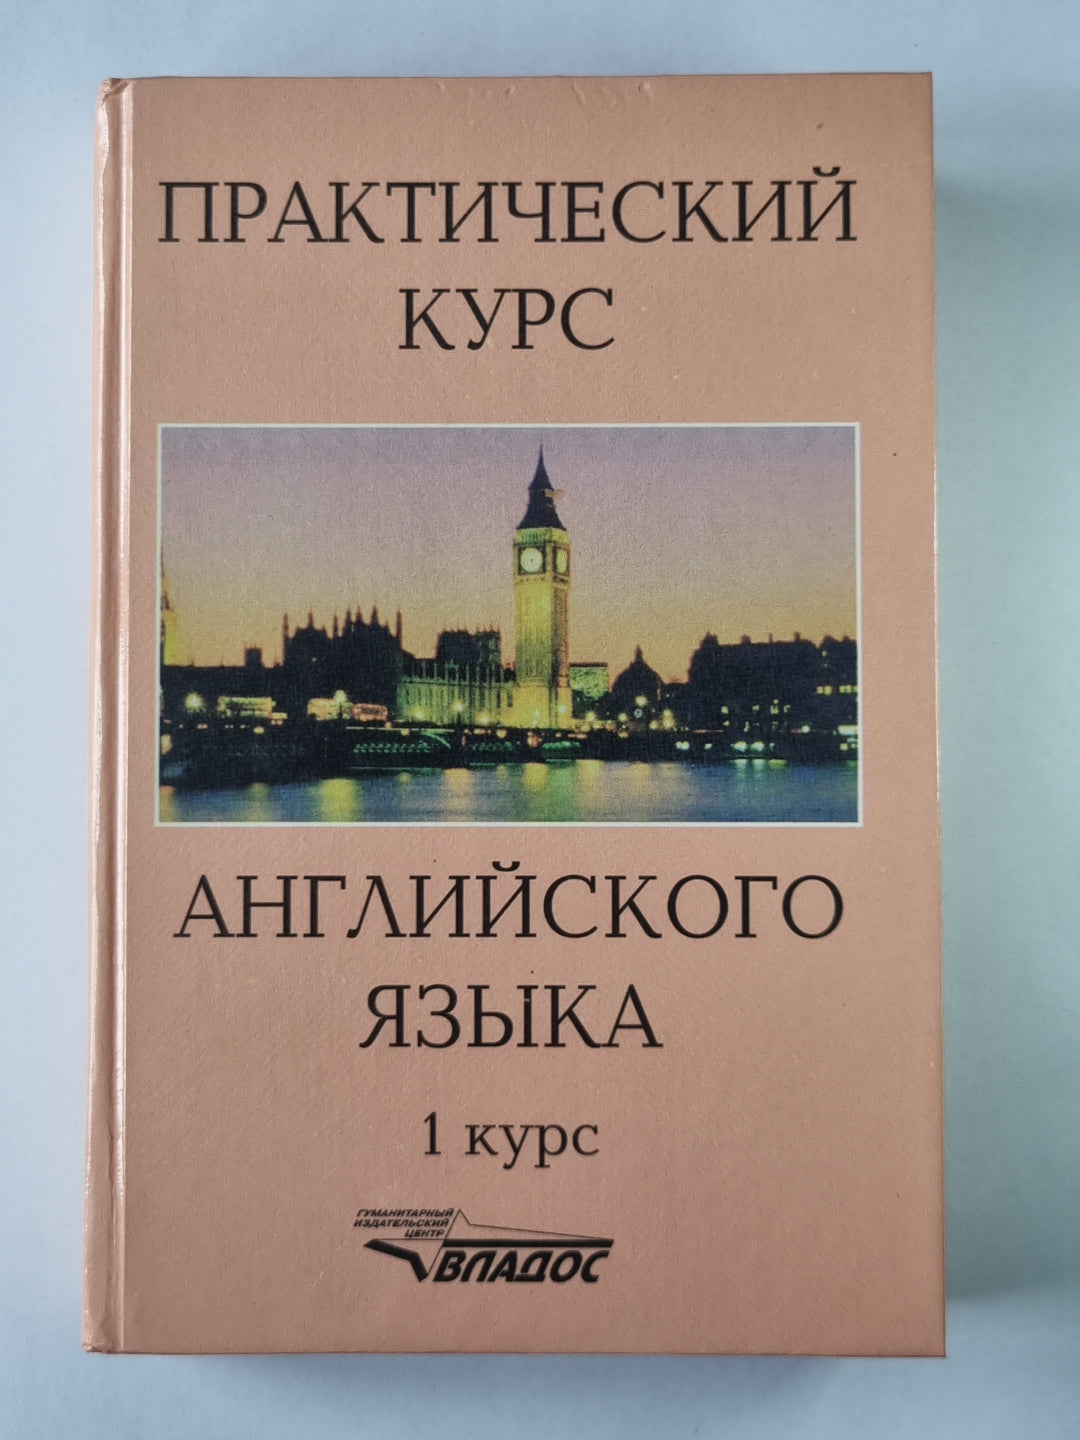 ПРАКТИЧЕСКИЙ
КУРС
АНГЛИЙСКОГО
ЯЗЫКА
1 курс
ГУМАНИТАРНЫЙ
ИЗДАТЕЛЬСКИЙ
ЦЕНТР
ВЛАДОС